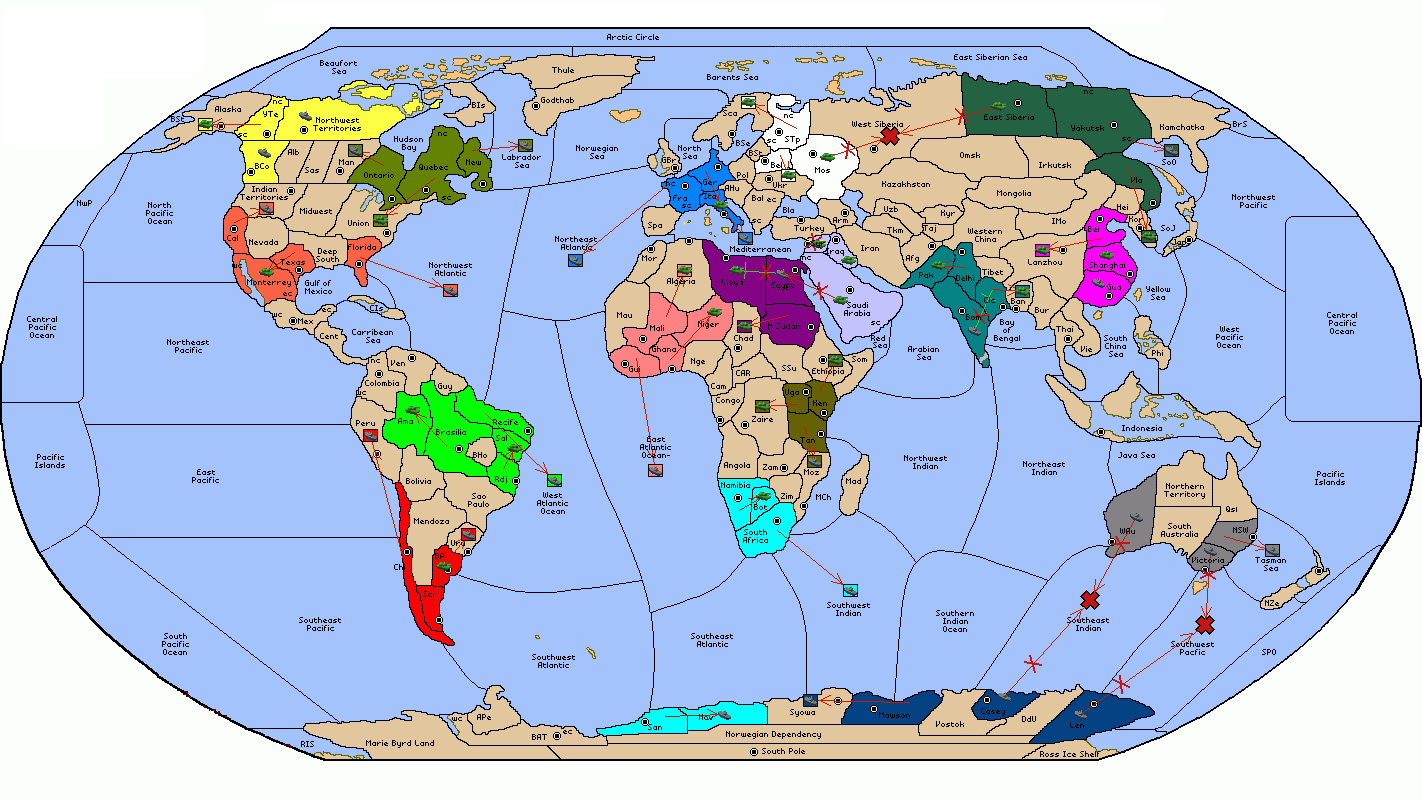 Arctic Circle
Beaufort
Sea
East Siberian Sea
Barents Sea
Thule
Godthab
BIs
Alaska
BSt
nc
YTe
sc
Northwest
Territories
BCo
Alb
Sas
Man
Hudson
Bay
nc
Quebec
sc
New
Ontario
Labrador
Sea
Norwegian
Sea
North
Sea
Sca
BSe
nc
STp
sc
Mos
West Siberia
East Siberia
nc
Yakutsk
sc
Kamchatka
BrS
SoO
Omsk
Irkutsk
Kazakhstan
Mongolia
Vla
NwP
North
Pacific
Ocean
Indian
Territories
Midwest
Union
Cal
Nevada
Texas
Deep
South
Florida
wc
Monterrey
ec
Gulf of
Mexico
wc
Mex
ec
Cent
CIs
Carribean
Sea
Northwest
Atlantic
Northeast
Atlantic
GBr
nc
Fra
sc
Ger
Ita
Pol
BSt
Bel
Ukr
AHu
Bal
ec
sc
Bla
Spa
Mor
Mediterranean
Turkey
Arm
nc
Iraq
Iran
Uzb
Tkm
Kyr
Taj
Afg
Pak
Delhi
Tibet
Western
China
IMo
Lanzhou
Hei
Bei
Kor
SoJ
Jap
Shanghai
Gua
Yellow
Sea
Northwest
Pacific
Algeria
Libya
Egypt
N Sudan
Saudi
Arabia
sc
Red
Sea
Arabian
Sea
Bom
Clc
Ban
Bay
of
Bengal
Bur
Thai
Vie
South
China
Sea
Phi
West
Pacific
Ocean
Central
Pacific
Ocean
Central
Pacific
Ocean
Northeast
Pacific
Mau
Mali
Niger
Ghana
Gui
Nge
Chad
CAR
SSu
Ethiopia
Som
Cam
Congo
Zaire
Uga
Ken
Tan
Moz
Angola
Zam
Zim
MCh
Mad
Namibia
Bot
South
Africa
nc
Colombia
wc
Ven
Guy
Peru
Ama
Brasilia
Recife
Sal
BHo
Rdj
Bolivia
Sao
Paulo
Mendoza
Uru
BAi
Chi
Scr
West
Atlantic
Ocean
East
Atlantic
Ocean
Northwest
Indian
Northeast
Indian
Indonesia
Java Sea
Pacific
Islands
Pacific
Islands
East
Pacific
Northern
Territory
Qsl
WAu
South
Australia
NSW
Victoria
Tasman
Sea
NZe
Southwest
Indian
Southern
Indian
Ocean
Southeast
Indian
Southwest
Pacfic
SPO
South
Pacific
Ocean
Southeast
Pacific
Southwest
Atlantic
Southeast
Atlantic
RIS
Marie Byrd Land
wc
APe
BAT
ec
San
Nov
Syowa
Mawson
Vostok
Casey
DdU
Len
Norwegian Dependency
South Pole
Ross Ice Shelf